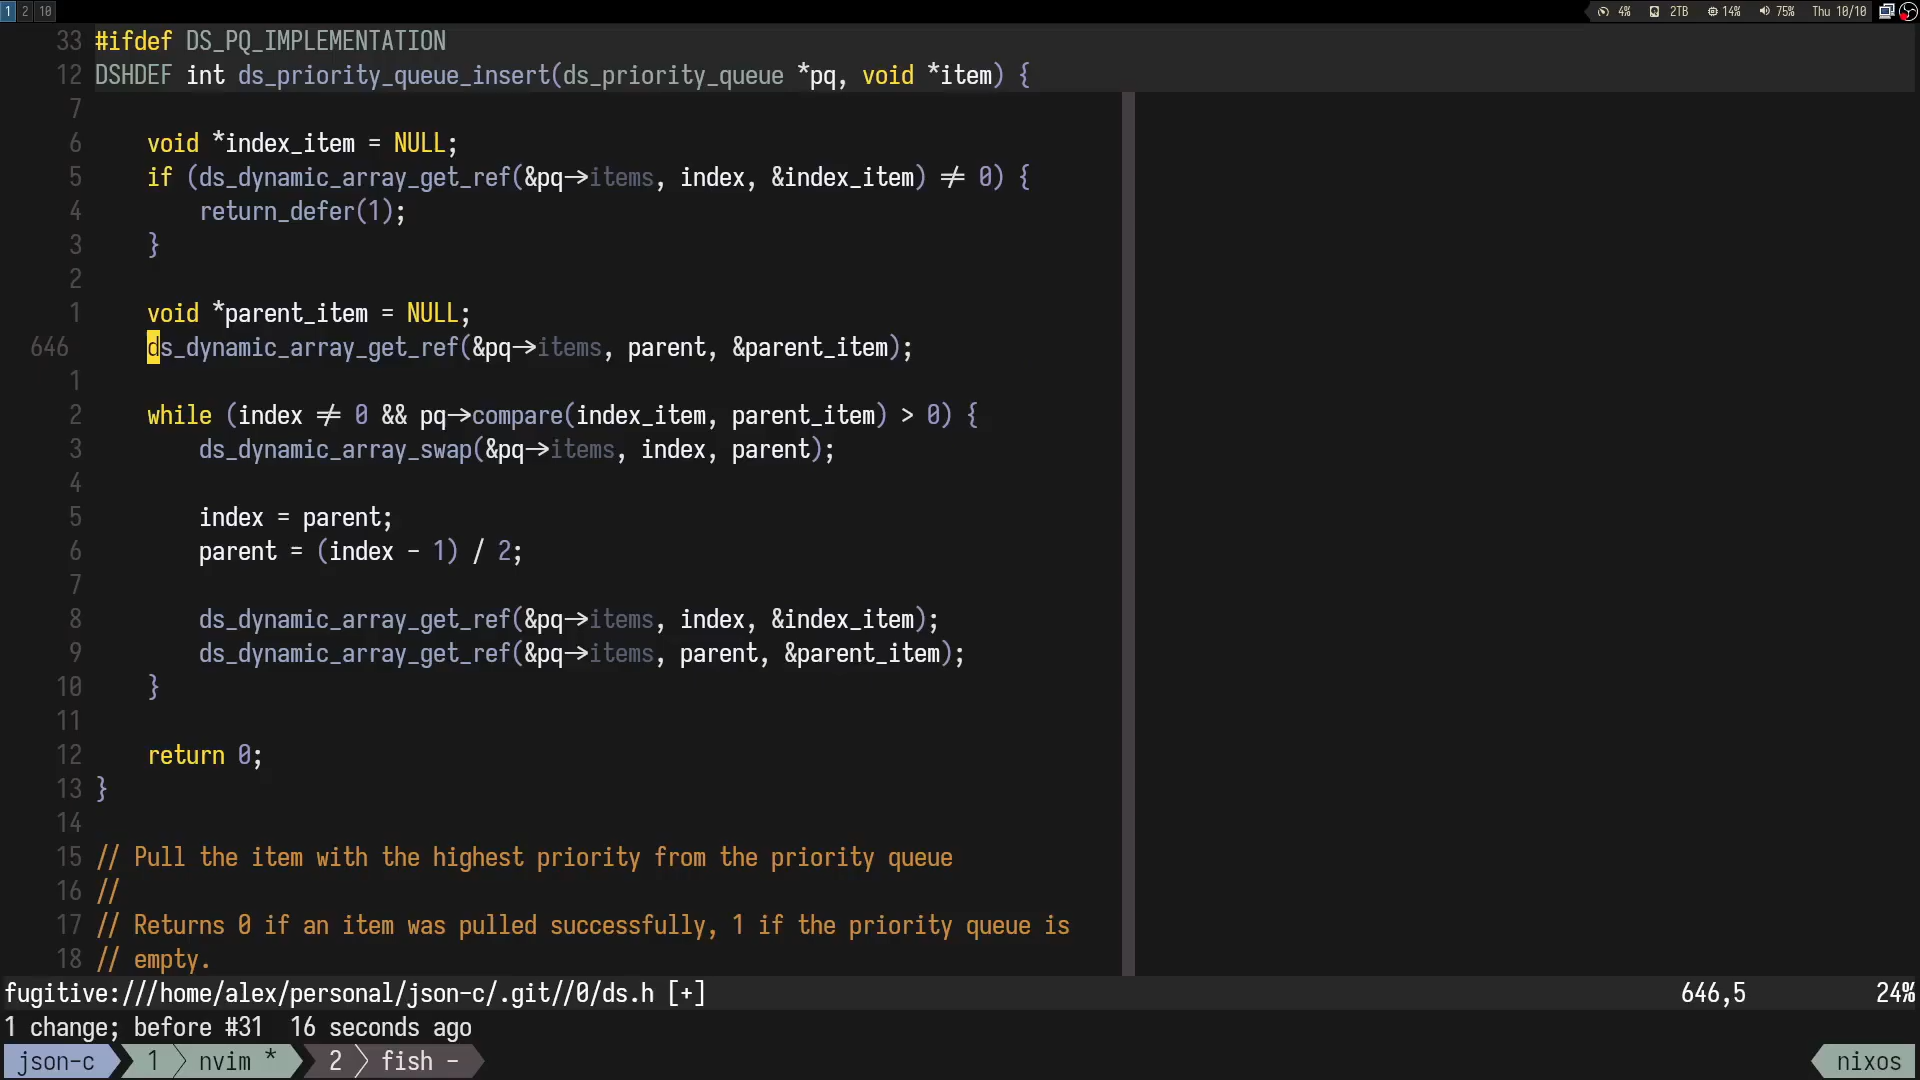 1 2 10 4% 2TB 14% 75% Thu 10/10
33 #ifdef DS_PQ_IMPLEMENTATION
12 DSHDEF int ds_priority_queue_insert(ds_priority_queue *pq, void *item) {
7
6 void *index_item = NULL;
5 if (ds_dynamic_array_get_ref(&pq->items, index, &index_item) != 0) {
4 return_defer(1);
3 }
2
1 void *parent_item = NULL;
646 ds_dynamic_array_get_ref(&pq->items, parent, &parent_item);
1
2 while (index != 0 && pq->compare(index_item, parent_item) > 0) {
3 ds_dynamic_array_swap(&pq->items, index, parent);
4
5 index = parent;
6 parent = (index - 1) / 2;
7
8 ds_dynamic_array_get_ref(&pq->items, index, &index_item);
9 ds_dynamic_array_get_ref(&pq->items, parent, &parent_item);
10 }
11
12 return 0;
13 }
14
15 // Pull the item with the highest priority from the priority queue
16 //
17 // Returns 0 if an item was pulled successfully, 1 if the priority queue is
18 // empty.
fugitive:///home/alex/personal/json-c/.git//0/ds.h [+] 646,5 24%
1 change; before #31 16 seconds ago
json-c 1 nvim * 2 fish - nixos